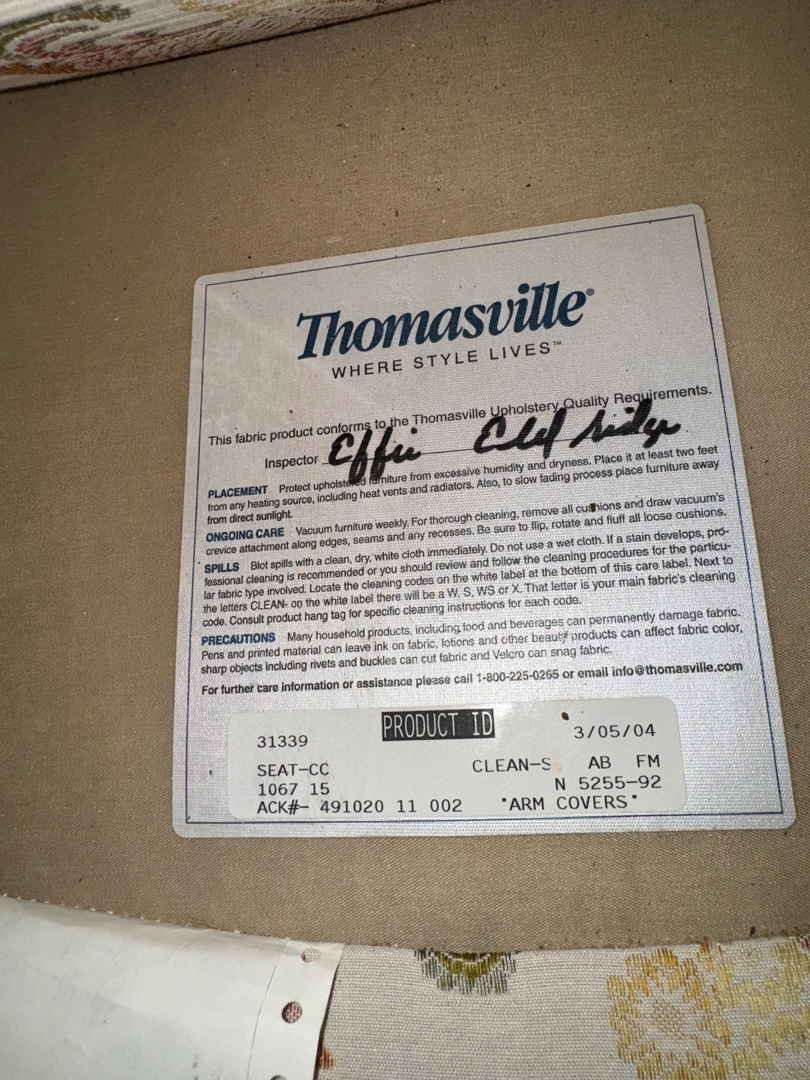 Thomasville®
WHERE STYLE LIVES™
This fabric product conforms to the Thomasville Upholstery Quality Requirements.
Inspector Effie
PLACEMENT Protect upholstered furniture from excessive humidity and dryness. Place it at least two feet
from any heating source, including heat vents and radiators. Also, to slow fading process place furniture away
from direct sunlight.
ONGOING CARE Vacuum furniture weekly. For thorough cleaning, remove all cushions and draw vacuum's
crevice attachment along edges, seams and any recesses. Be sure to flip, rotate and fluff all loose cushions.
SPILLS Blot spills with a clean, dry, white cloth immediately. Do not use a wet cloth. If a stain develops, pro-
fessional cleaning is recommended or you should review and follow the cleaning procedures for the particu-
lar fabric type involved. Locate the cleaning codes on the white label at the bottom of this care label. Next to
the letters CLEAN- on the white label there will be a W, S, WS or X. That letter is your main fabric's cleaning
code. Consult product hang tag for specific cleaning instructions for each code.
PRECAUTIONS Many household products, including food and beverages can permanently damage fabric.
Pens and printed material can leave ink on fabric, lotions and other beauty products can affect fabric color,
sharp objects including rivets and buckles can cut fabric and Velcro can snag fabric.
For further care information or assistance please call 1-800-225-0265 or email info@thomasville.com
PRODUCT ID
31339 3/05/04
SEAT-CC CLEAN-S AB FM
1067 15 N 5255-92
ACK#- 491020 11 002 "ARM COVERS"